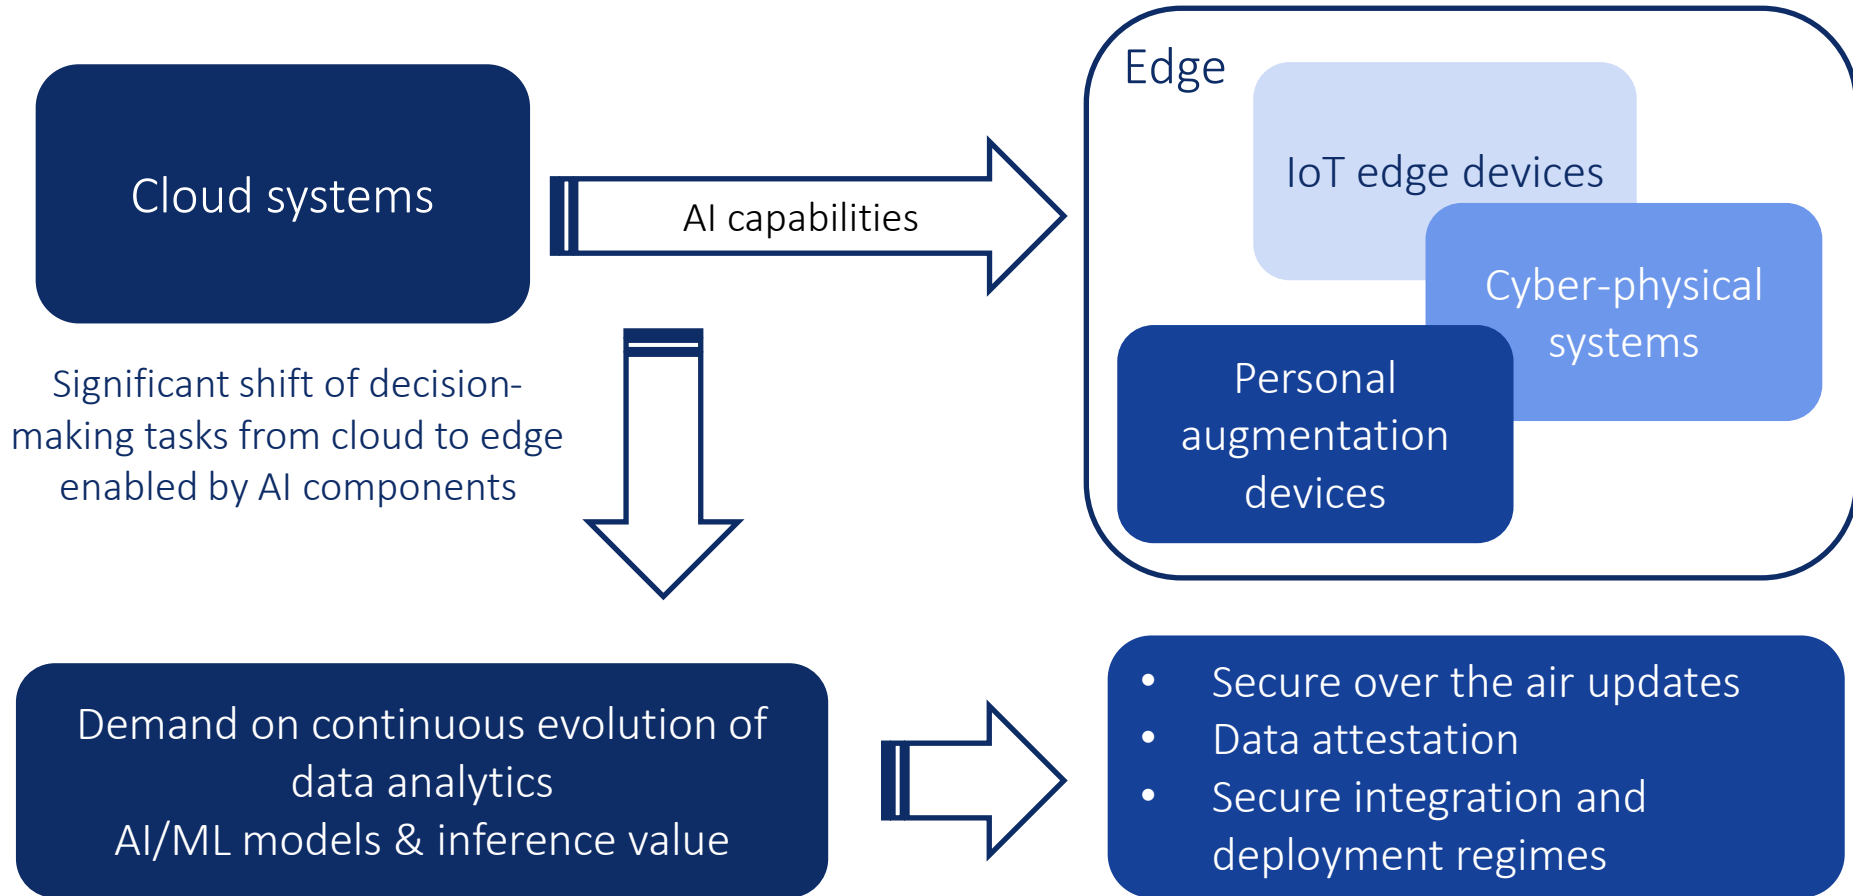 Cloud systems
AI capabilities
Edge
IoT edge devices
Cyber-physical
systems
Personal
augmentation
devices
Significant shift of decision-
making tasks from cloud to edge
enabled by AI components
Demand on continuous evolution of
data analytics
AI/ML models & inference value
• Secure over the air updates
• Data attestation
• Secure integration and
deployment regimes